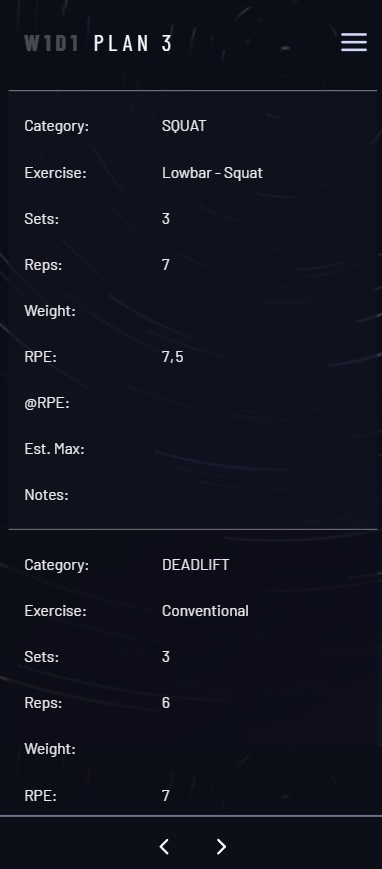 W1D1 PLAN 3
Category: SQUAT
Exercise: Lowbar - Squat
Sets: 3
Reps: 7
Weight:
RPE: 7,5
@RPE:
Est. Max:
Notes:
Category: DEADLIFT
Exercise: Conventional
Sets: 3
Reps: 6
Weight:
RPE: 7